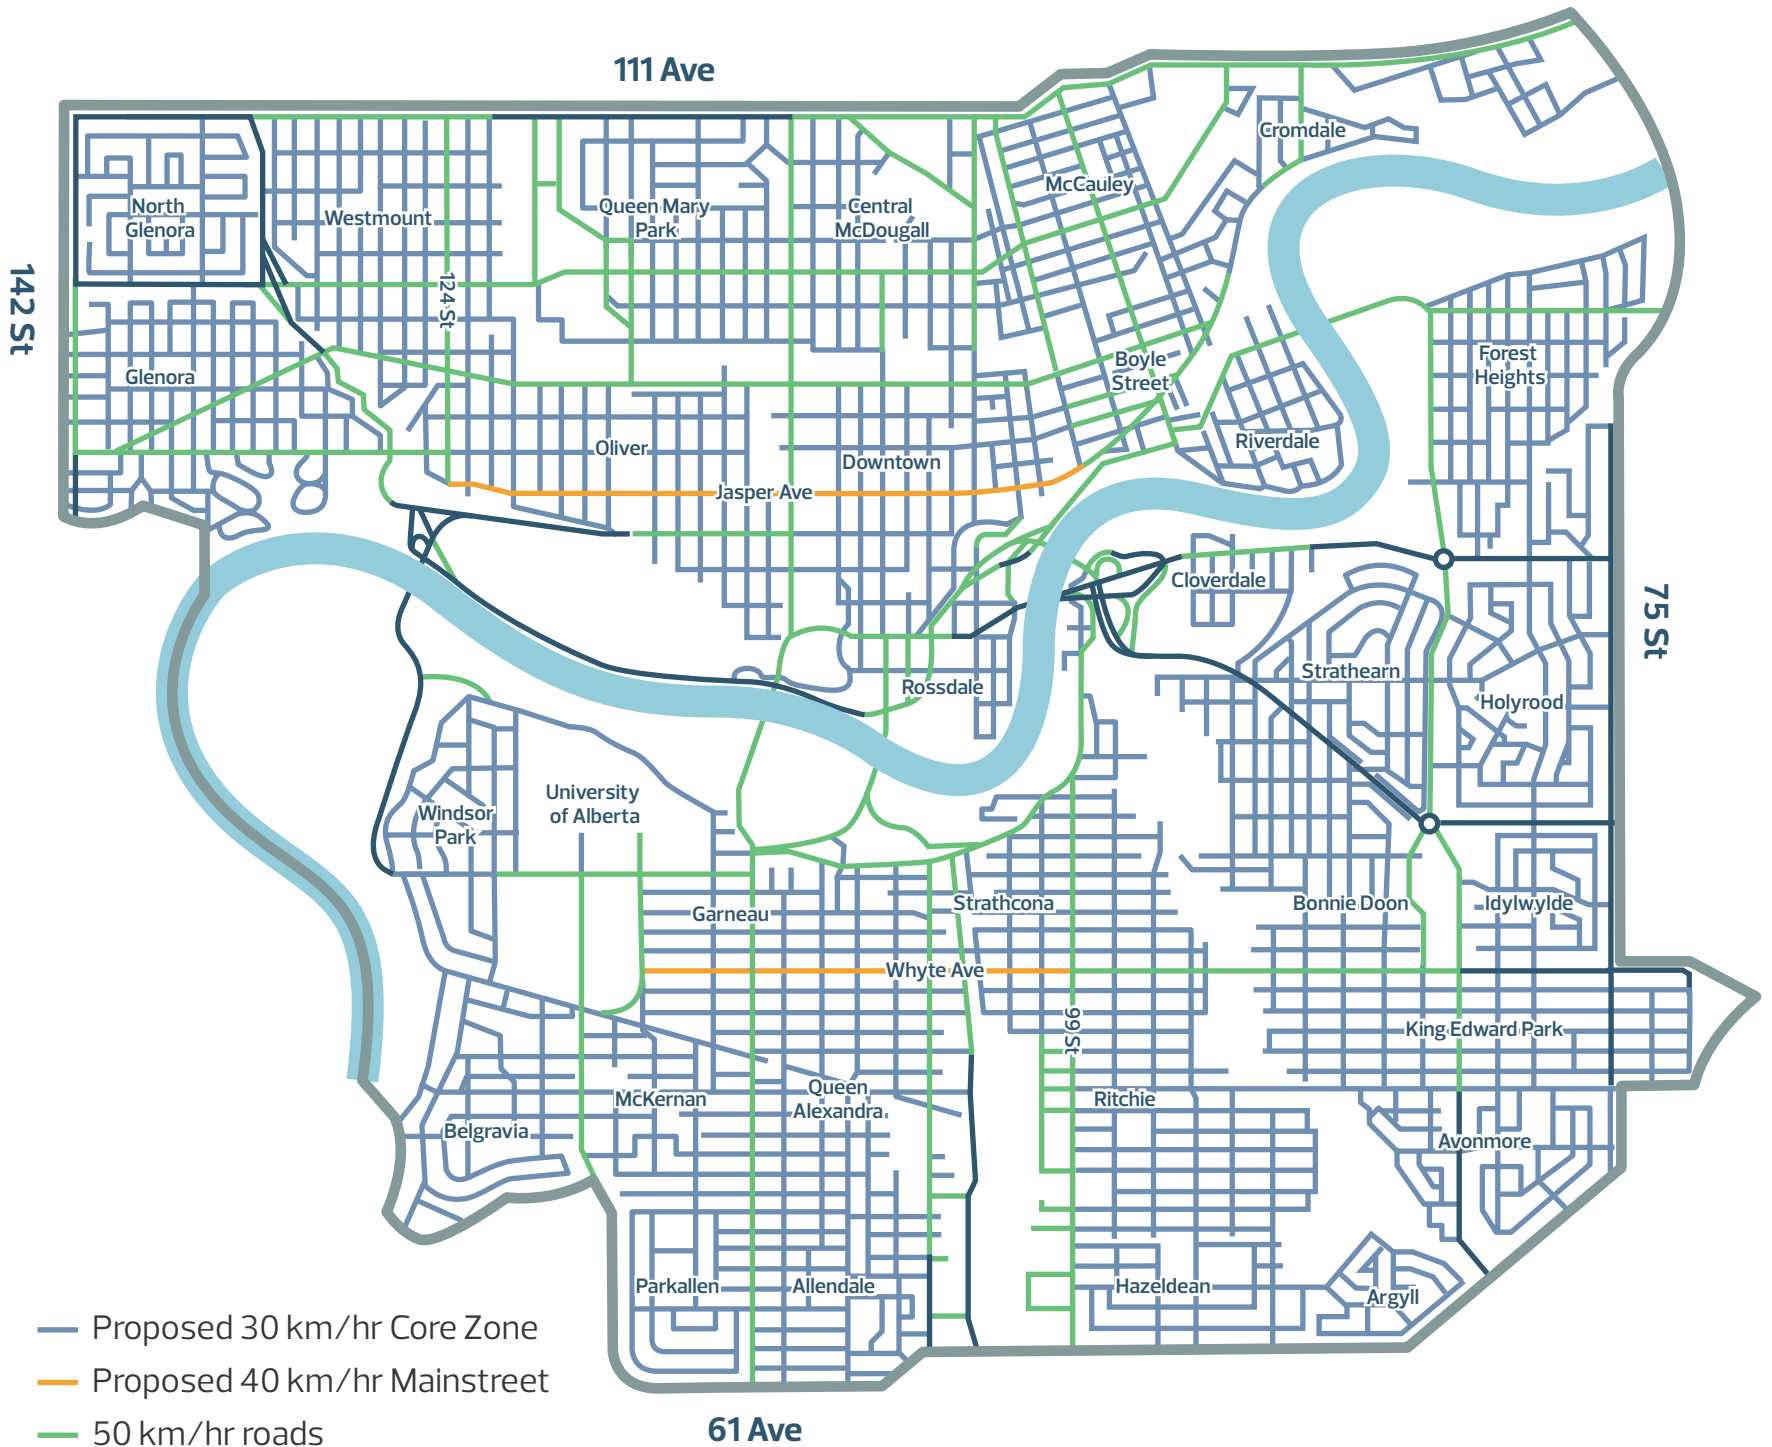 111 Ave
Cromdale
McCauley
North
Glenora
Westmount
Queen Mary
Park
Central
McDougall
142 St
124 St
Glenora
Boyle
Street
Forest
Heights
Oliver
Downtown
Riverdale
Jasper Ave
Cloverdale
75 St
Strathearn
Rossdale
Holyrood
University
of Alberta
Windsor
Park
Garneau
Strathcona
Bonnie Doon
Idylwylde
Whyte Ave
99 St
King Edward Park
McKernan
Queen
Alexandra
Ritchie
Belgravia
Avonmore
Parkallen
Allendale
Hazeldean
Argyll
Proposed 30 km/hr Core Zone
Proposed 40 km/hr Mainstreet
50 km/hr roads
61 Ave